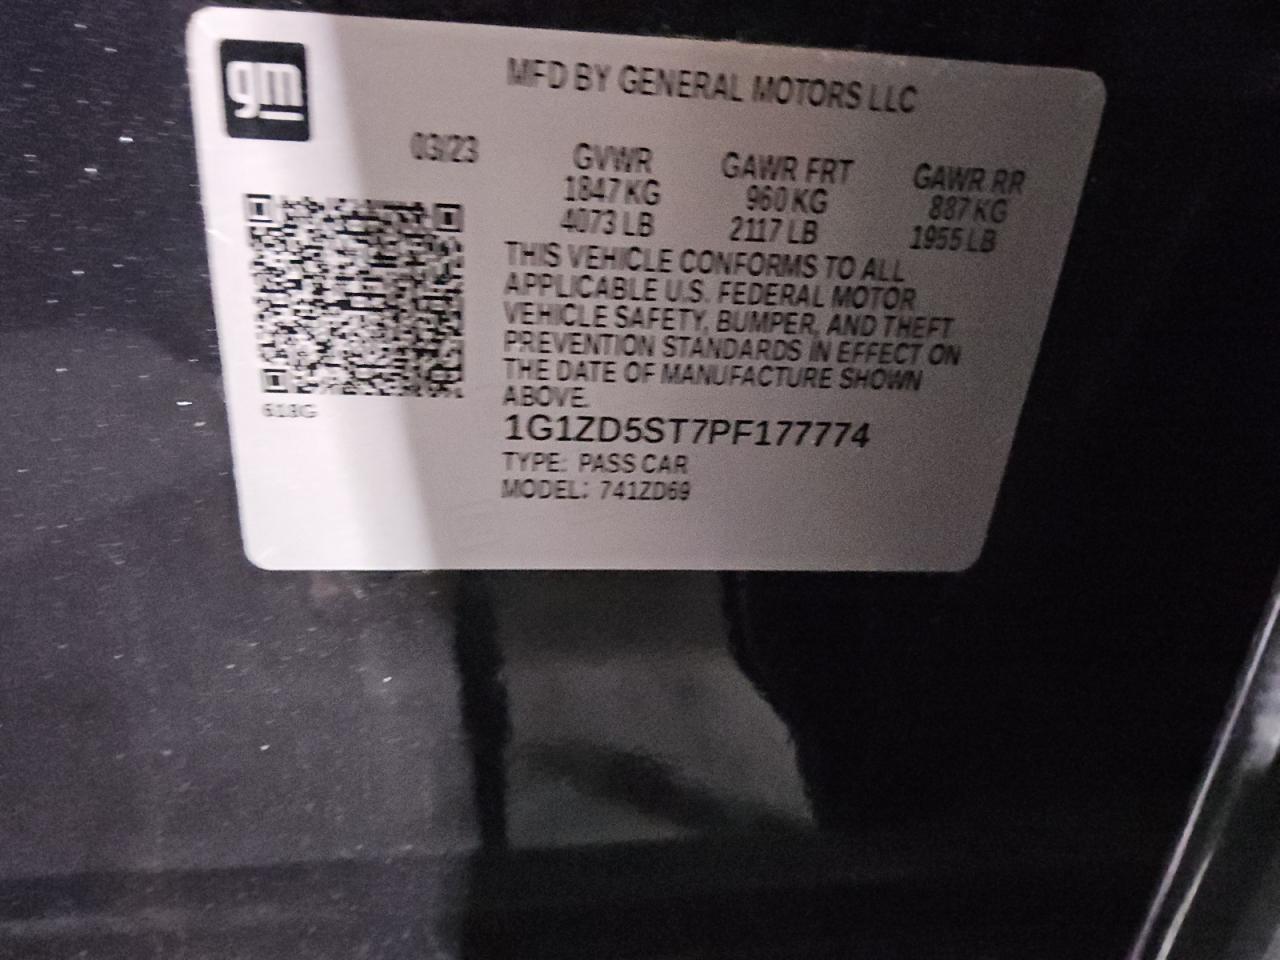 gm
MFD BY GENERAL MOTORS LLC
03/23
GVWR GAWR FRT GAWR RR
1847 KG 960 KG 887 KG
4073 LB 2117 LB 1955 LB
THIS VEHICLE CONFORMS TO ALL
APPLICABLE U.S. FEDERAL MOTOR
VEHICLE SAFETY, BUMPER, AND THEFT
PREVENTION STANDARDS IN EFFECT ON
THE DATE OF MANUFACTURE SHOWN
ABOVE.
1G1ZD5ST7PF177774
TYPE: PASS CAR
MODEL: 741ZD69